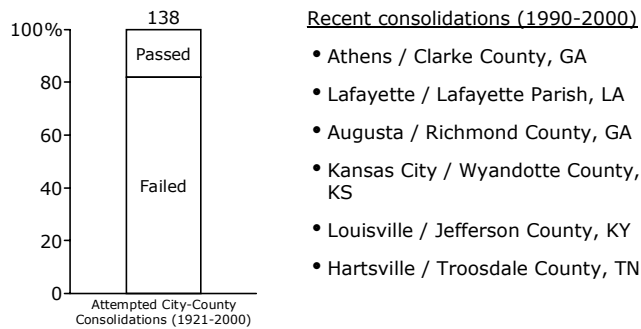 138
100%
80
60
40
20
0
Passed
Failed
Attempted City-County
Consolidations (1921-2000)
Recent consolidations (1990-2000)
• Athens / Clarke County, GA
• Lafayette / Lafayette Parish, LA
• Augusta / Richmond County, GA
• Kansas City / Wyandotte County,
KS
• Louisville / Jefferson County, KY
• Hartsville / Troosdale County, TN